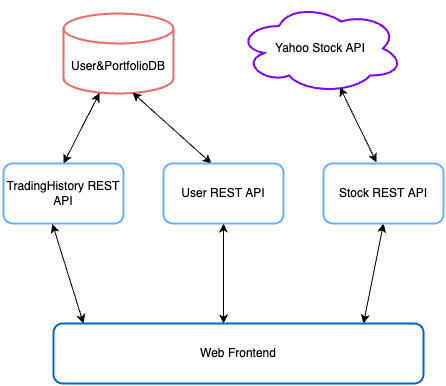 User&PortfolioDB
Yahoo Stock API
TradingHistory REST
API
User REST API
Stock REST API
Web Frontend